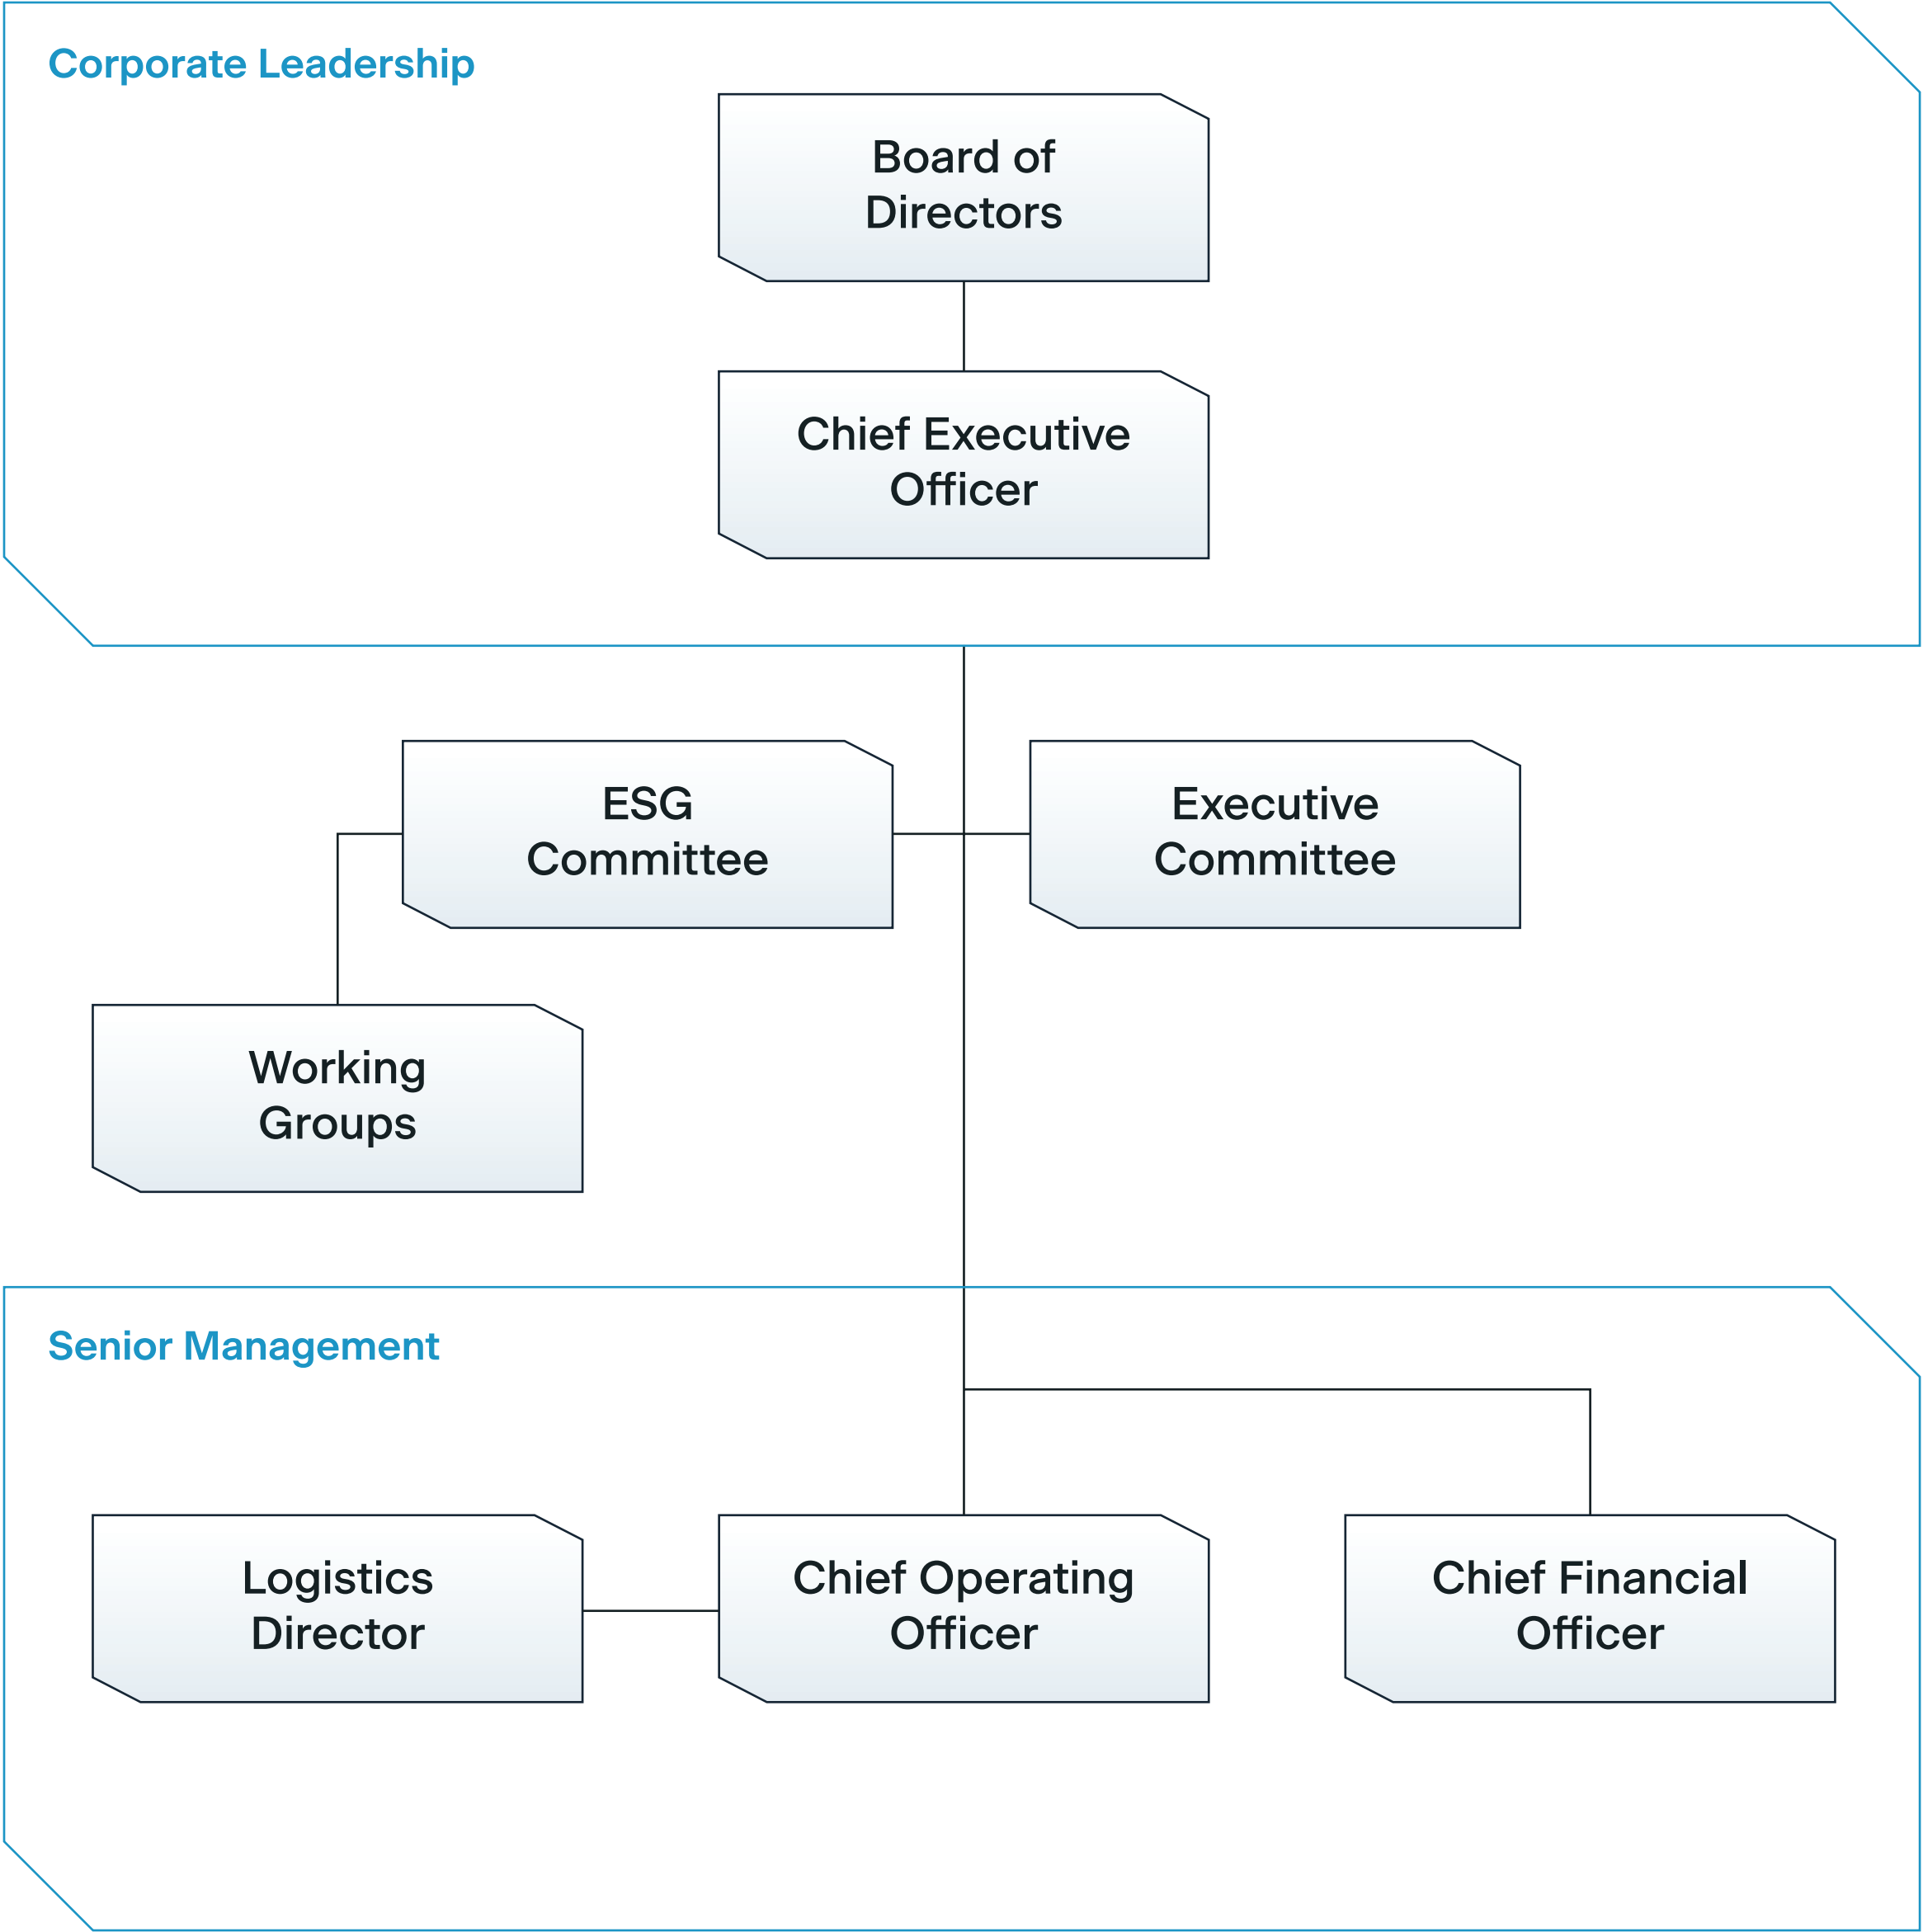 Corporate Leadership
Board of
Directors
Chief Executive
Officer
ESG
Committee
Executive
Committee
Working
Groups
Senior Management
Logistics
Director
Chief Operating
Officer
Chief Financial
Officer